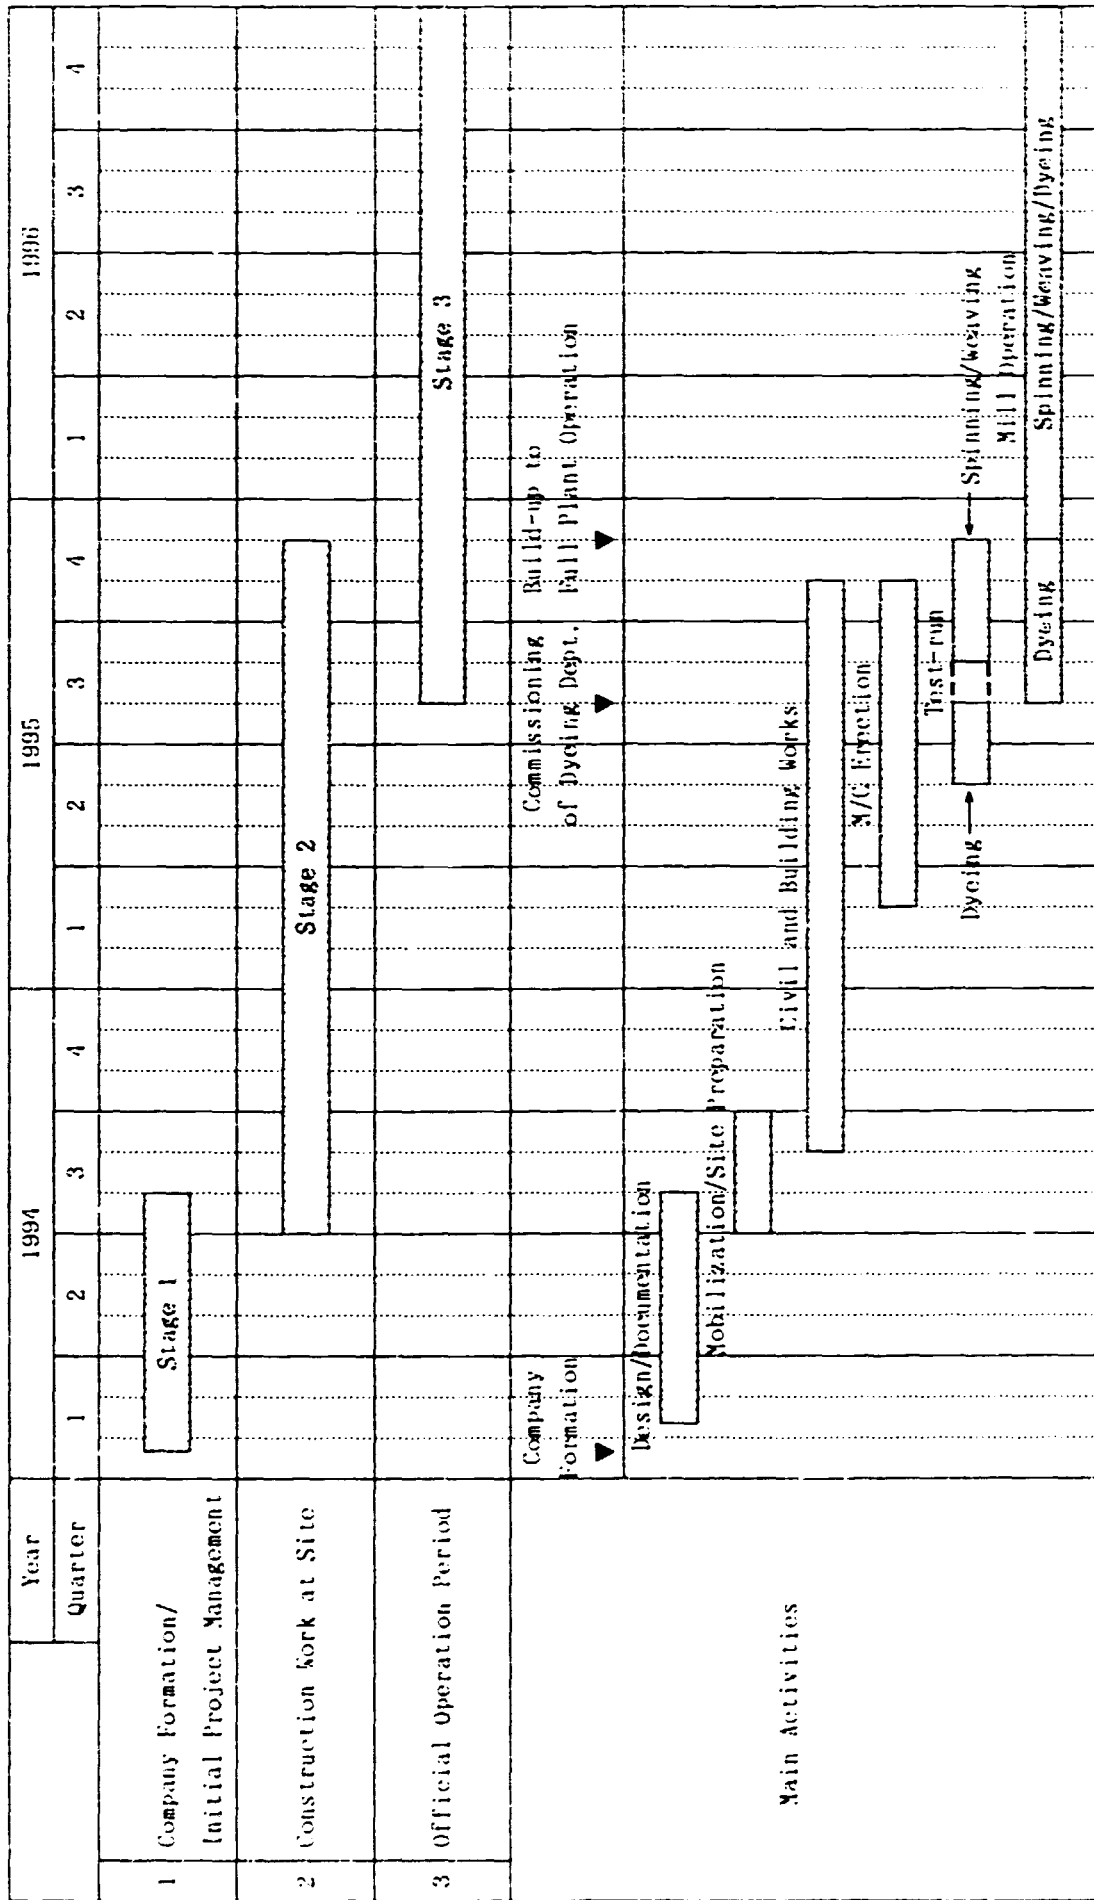 Year 1994 1995 1996
Quarter 1 2 3 4 1 2 3 4 1 2 3 4
1 Company Formation/
Initial Project Management
Stage 1
2 Construction Work at Site
Stage 2
3 Official Operation Period
Stage 3
Main Activities
Company
Formation
Commissioning
of Dyeing Dept.
Build-up to
Full Plant Operation
Design/Documentation
Mobilization/Site Preparation
Civil and Building Works
M/C Erection
Test-run
Dyeing
Spinning/Weaving
Mill Operation
Dyeing
Spinning/Weaving/Dyeing